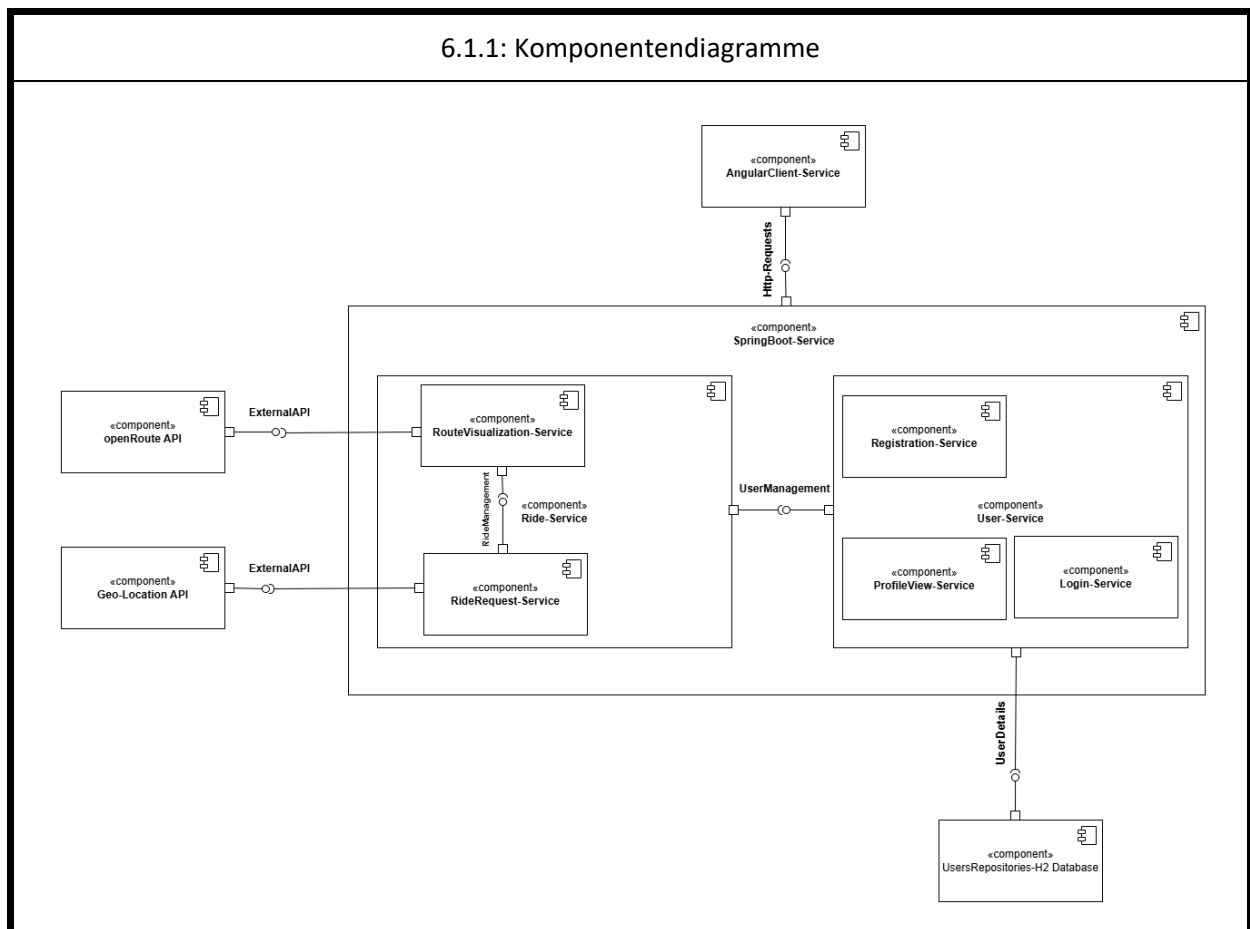 6.1.1: Komponentendiagramme
«component»
AngularClient-Service
Http-Requests
«component»
SpringBoot-Service
«component»
openRoute API
ExternalAPI
«component»
RouteVisualization-Service
RideManagement
«component»
Ride-Service
«component»
Geo-Location API
ExternalAPI
«component»
RideRequest-Service
UserManagement
«component»
Registration-Service
«component»
User-Service
«component»
ProfileView-Service
«component»
Login-Service
UserDetails
«component»
UsersRepositories-H2 Database